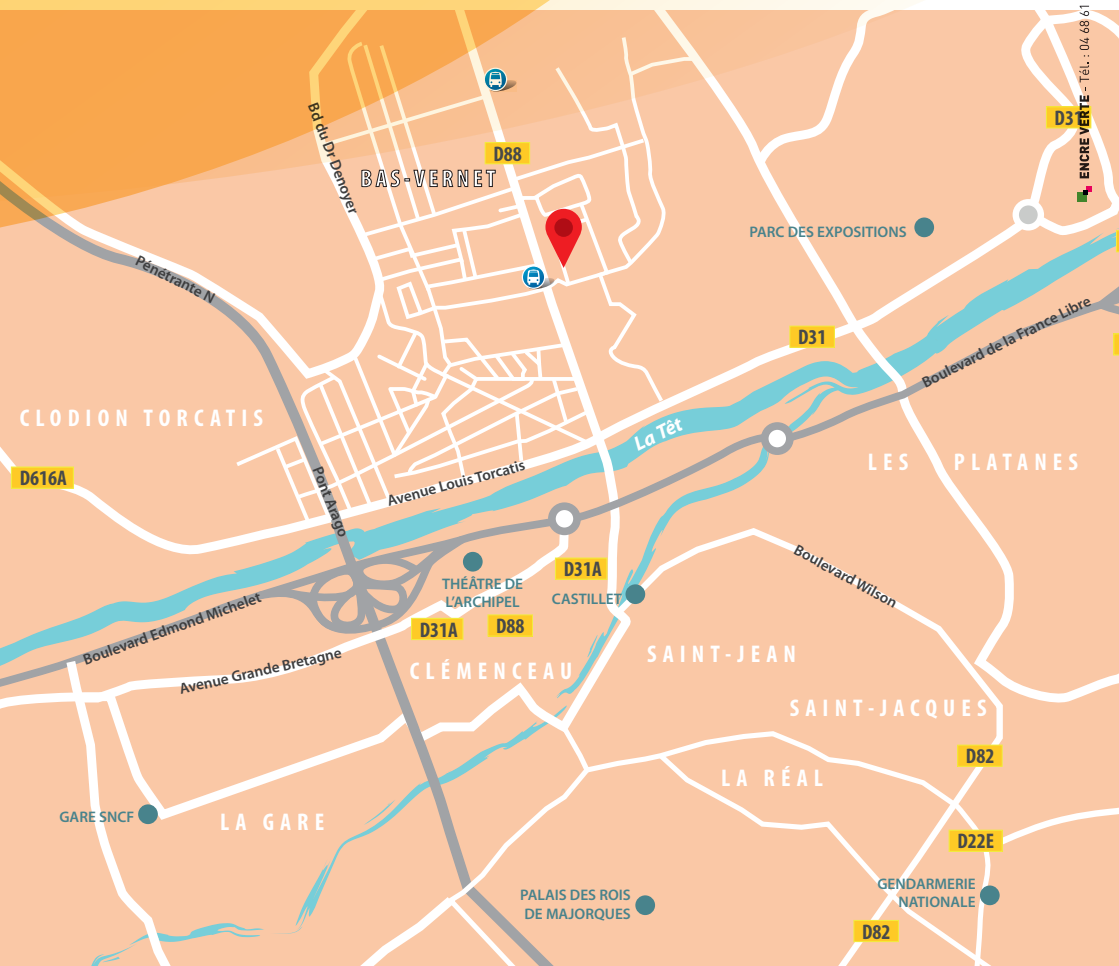 ENCRE VERTE - Tél. : 04 68 61
D31
Bd du Dr Denoyer
D88
BAS-VERNET
PARC DES EXPOSITIONS
Pénétrante N
D31
Boulevard de la France Libre
CLODION TORCATIS
La Têt
LES PLATANES
D616A
Avenue Louis Torcatis
Pont Arago
D31A
THÉÂTRE DE
L'ARCHIPEL
CASTILLET
Boulevard Wilson
D31A
D88
Boulevard Edmond Michelet
Avenue Grande Bretagne
CLÉMENCEAU
SAINT-JEAN
SAINT-JACQUES
D82
LA RÉAL
GARE SNCF
LA GARE
D22E
PALAIS DES ROIS
DE MAJORQUES
GENDARMERIE
NATIONALE
D82